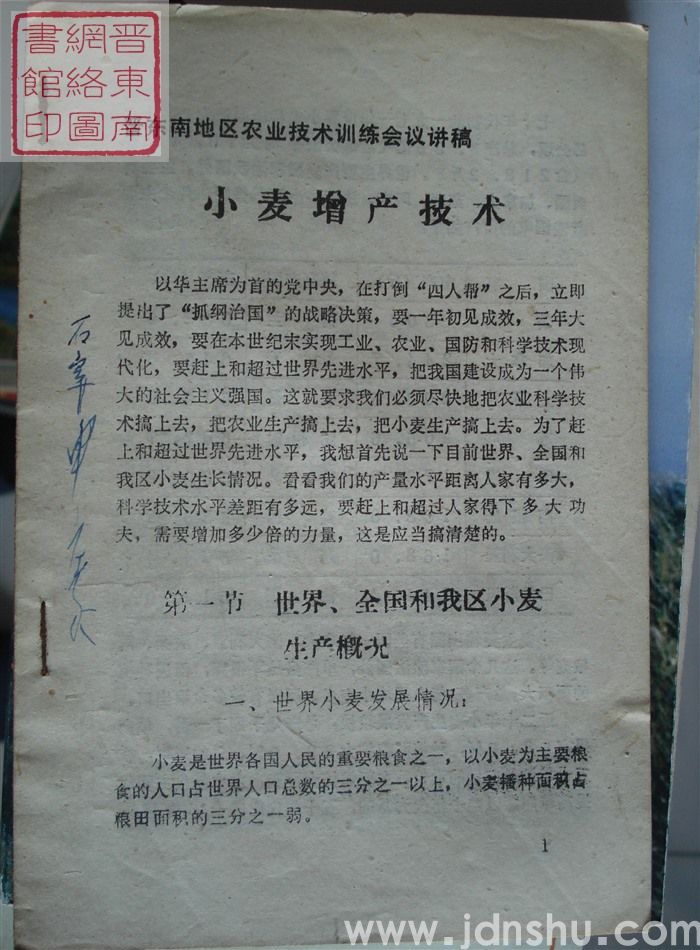 晋東南
網絡圖
書館印
晋东南地区农业技术训练会议讲稿
小麦增产技术
以华主席为首的党中央，在打倒“四人帮”之后，立即
提出了“抓纲治国”的战略决策，要一年初见成效，三年大
见成效，要在本世纪末实现工业、农业、国防和科学技术现
代化，要赶上和超过世界先进水平，把我国建设成为一个伟
大的社会主义强国。这就要求我们必须尽快地把农业科学技
术搞上去，把农业生产搞上去，把小麦生产搞上去。为了赶
上和超过世界先进水平，我想首先说一下目前世界、全国和
我区小麦生长情况。看看我们的产量水平距离人家有多大，
科学技术水平差距有多远，要赶上和超过人家得下多大功
夫，需要增加多少倍的力量，这是应当搞清楚的。
第一节　世界、全国和我区小麦
生产概况
一、世界小麦发展情况：
小麦是世界各国人民的重要粮食之一，以小麦为主要粮
食的人口占世界人口总数的三分之一以上，小麦播种面积占
粮田面积的三分之一弱。
1
www.jdnshu.com